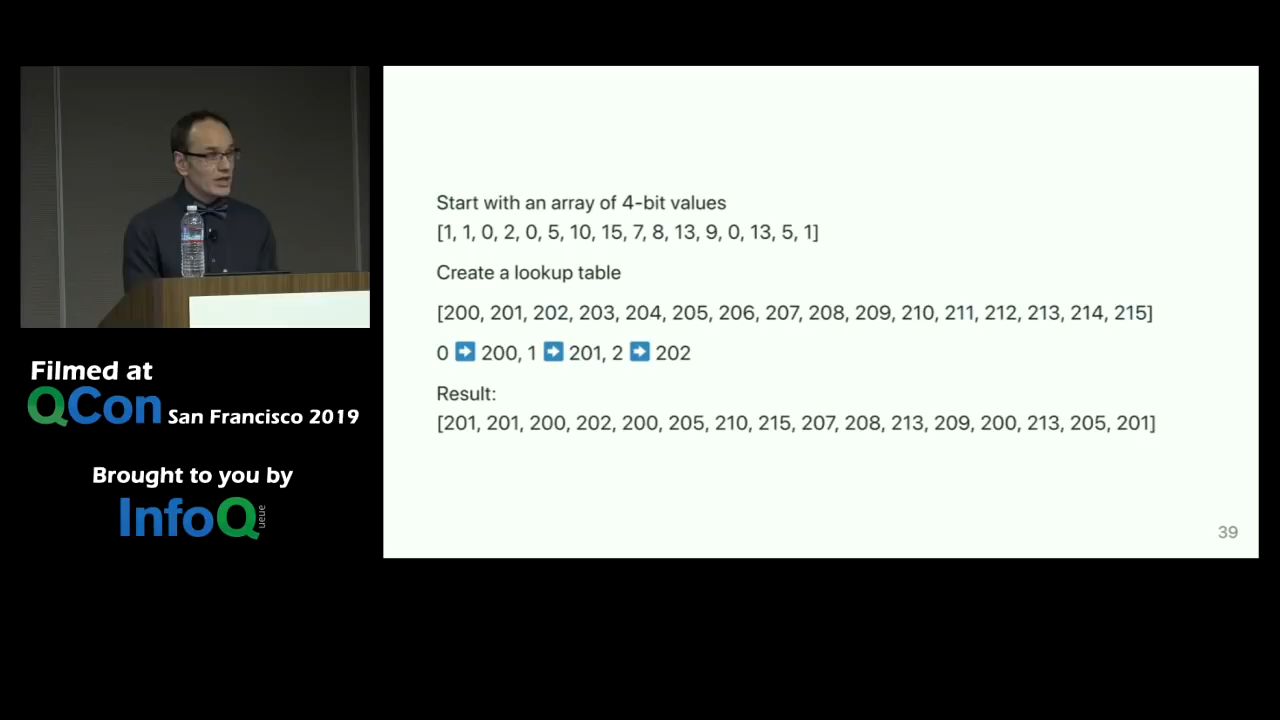 Start with an array of 4-bit values
[1, 1, 0, 2, 0, 5, 10, 15, 7, 8, 13, 9, 0, 13, 5, 1]
Create a lookup table
[200, 201, 202, 203, 204, 205, 206, 207, 208, 209, 210, 211, 212, 213, 214, 215]
0 ➡ 200, 1 ➡ 201, 2 ➡ 202
Result:
[201, 201, 200, 202, 200, 205, 210, 215, 207, 208, 213, 209, 200, 213, 205, 201]
39
Filmed at
QCon San Francisco 2019
Brought to you by
InfoQ
ueue